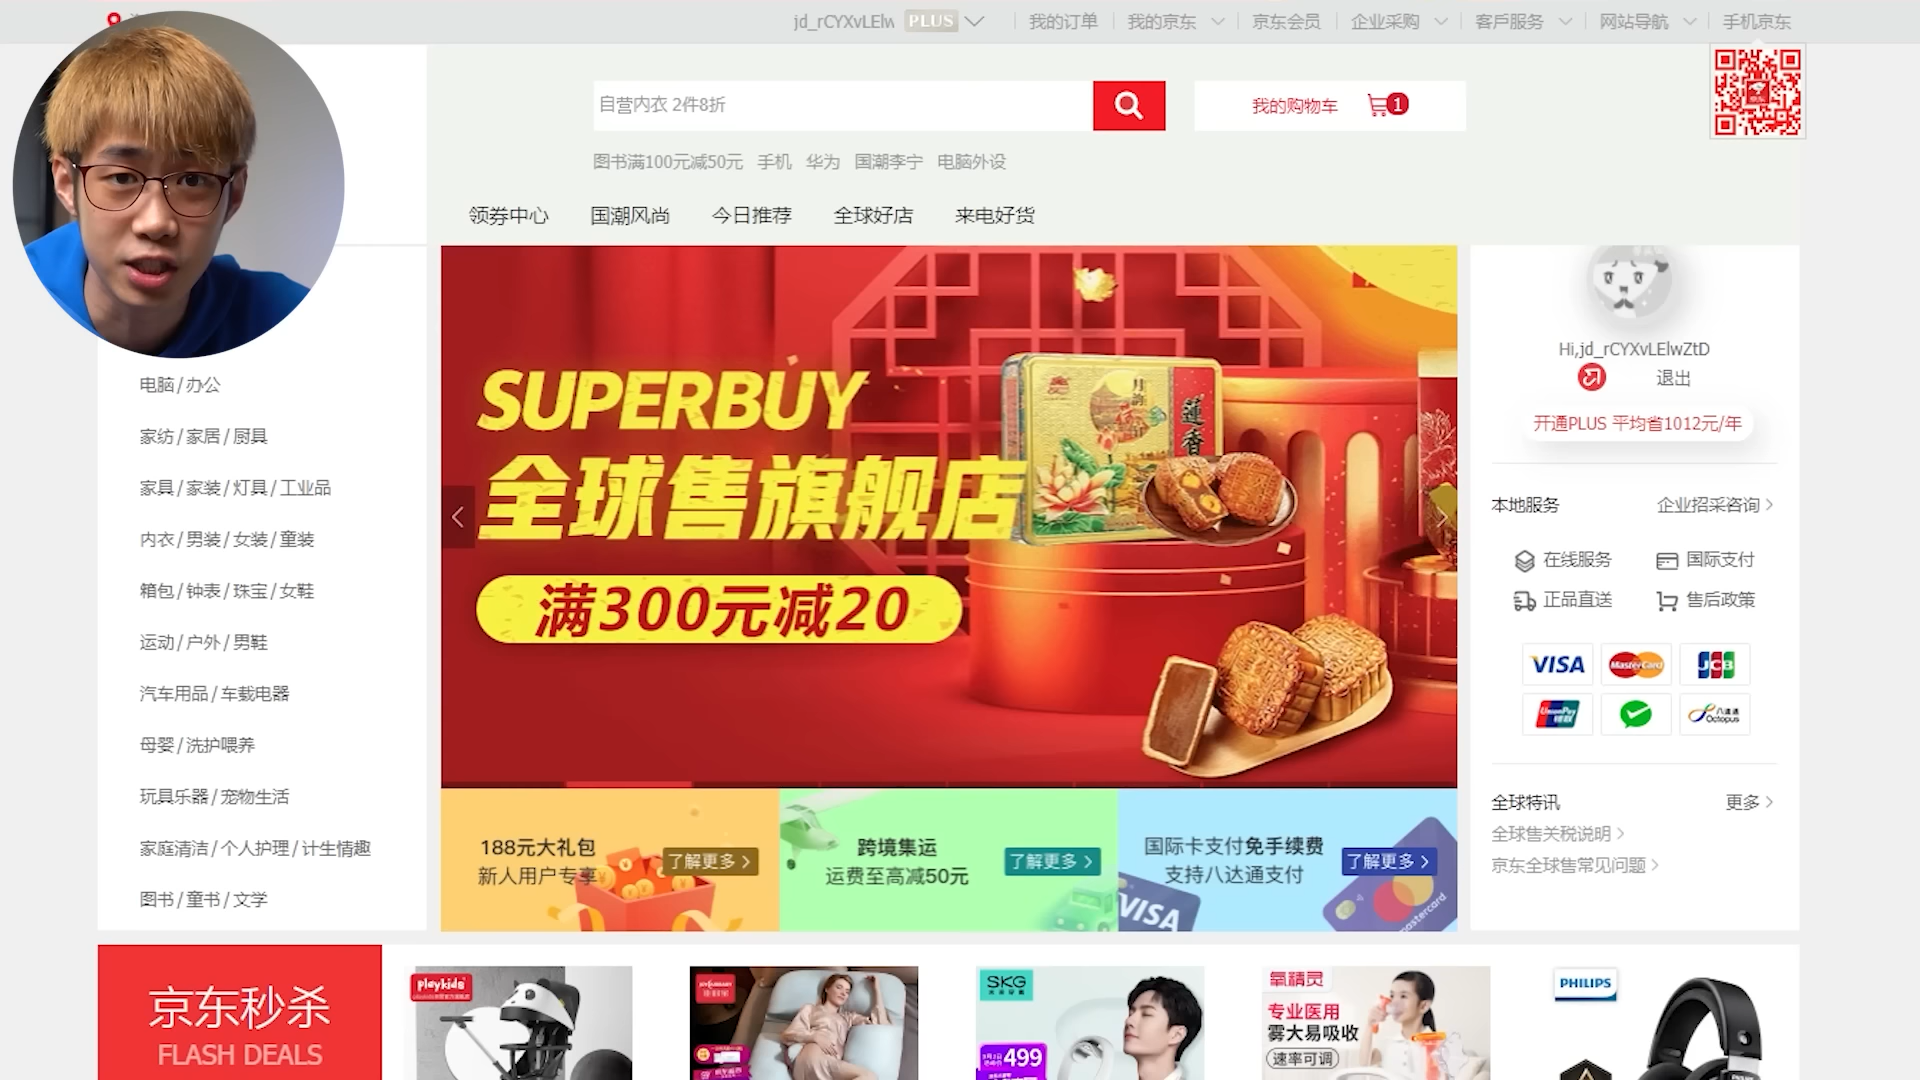 jd_rCYXvLElw PLUS 我的订单 我的京东 京东会员 企业采购 客戶服务 网站导航 手机京东
自营内衣 2件8折
我的购物车 1
图书满100元减50元 手机 华为 国潮李宁 电脑外设
领券中心 国潮风尚 今日推荐 全球好店 来电好货
电脑/办公
家纺/家居/厨具
家具/家装/灯具/工业品
内衣/男装/女装/童装
箱包/钟表/珠宝/女鞋
运动/户外/男鞋
汽车用品/车载电器
母婴/洗护喂养
玩具乐器/宠物生活
家庭清洁/个人护理/计生情趣
图书/童书/文学
SUPERBUY
全球售旗舰店
满300元减20
蓮香
Hi,jd_rCYXvLElwZtD
退出
开通PLUS 平均省1012元/年
本地服务 企业招采咨询
在线服务 国际支付
正品直送 售后政策
VISA MasterCard JCB
UnionPay 银联 八達通 Octopus
全球特讯 更多
全球售关税说明
京东全球售常见问题
188元大礼包
新人用户专享
了解更多
跨境集运
运费至高减50元
了解更多
国际卡支付免手续费
支持八达通支付
了解更多
VISA
mastercard
京东秒杀
FLASH DEALS
playkids
SKG
499
氧精灵
专业医用
雾大易吸收
速率可调
PHILIPS